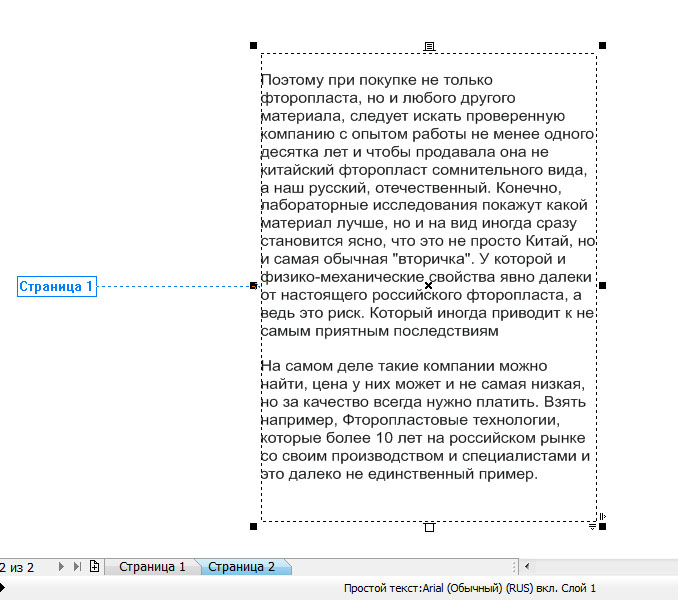 Поэтому при покупке не только
фторопласта, но и любого другого
материала, следует искать проверенную
компанию с опытом работы не менее одного
десятка лет и чтобы продавала она не
китайский фторопласт сомнительного вида,
а наш русский, отечественный. Конечно,
лабораторные исследования покажут какой
материал лучше, но и на вид иногда сразу
становится ясно, что это не просто Китай, но
и самая обычная "вторичка". У которой и
физико-механические свойства явно далеки
Страница 1
от настоящего российского фторопласта, а
ведь это риск. Который иногда приводит к не
самым приятным последствиям
На самом деле такие компании можно
найти, цена у них может и не самая низкая,
но за качество всегда нужно платить. Взять
например, Фторопластовые технологии,
которые более 10 лет на российском рынке
со своим производством и специалистами и
это далеко не единственный пример.
2 из 2 Страница 1 Страница 2
Простой текст:Arial (Обычный) (RUS) вкл. Слой 1